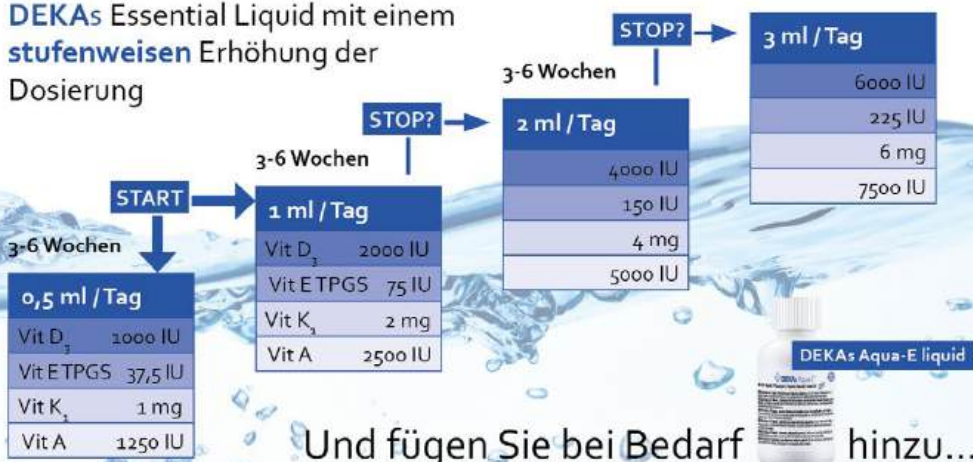 DEKAs Essential Liquid mit einem
stufenweisen Erhöhung der
Dosierung
START
3-6 Wochen
0,5 ml / Tag
Vit D3 1000 IU
Vit E TPGS 37,5 IU
Vit K1 1 mg
Vit A 1250 IU
3-6 Wochen
1 ml / Tag
Vit D3 2000 IU
Vit E TPGS 75 IU
Vit K1 2 mg
Vit A 2500 IU
STOP?
3-6 Wochen
2 ml / Tag
4000 IU
150 IU
4 mg
5000 IU
STOP?
3 ml / Tag
6000 IU
225 IU
6 mg
7500 IU
DEKAs Aqua-E liquid
Und fügen Sie bei Bedarf hinzu...